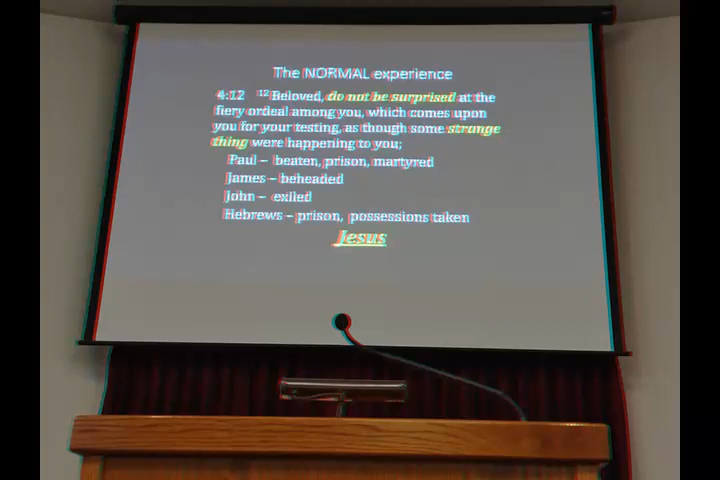 The NORMAL experience
4:12 12 Beloved, do not be surprised at the
fiery ordeal among you, which comes upon
you for your testing, as though some strange
thing were happening to you;
Paul – beaten, prison, martyred
James – beheaded
John – exiled
Hebrews – prison, possessions taken
Jesus